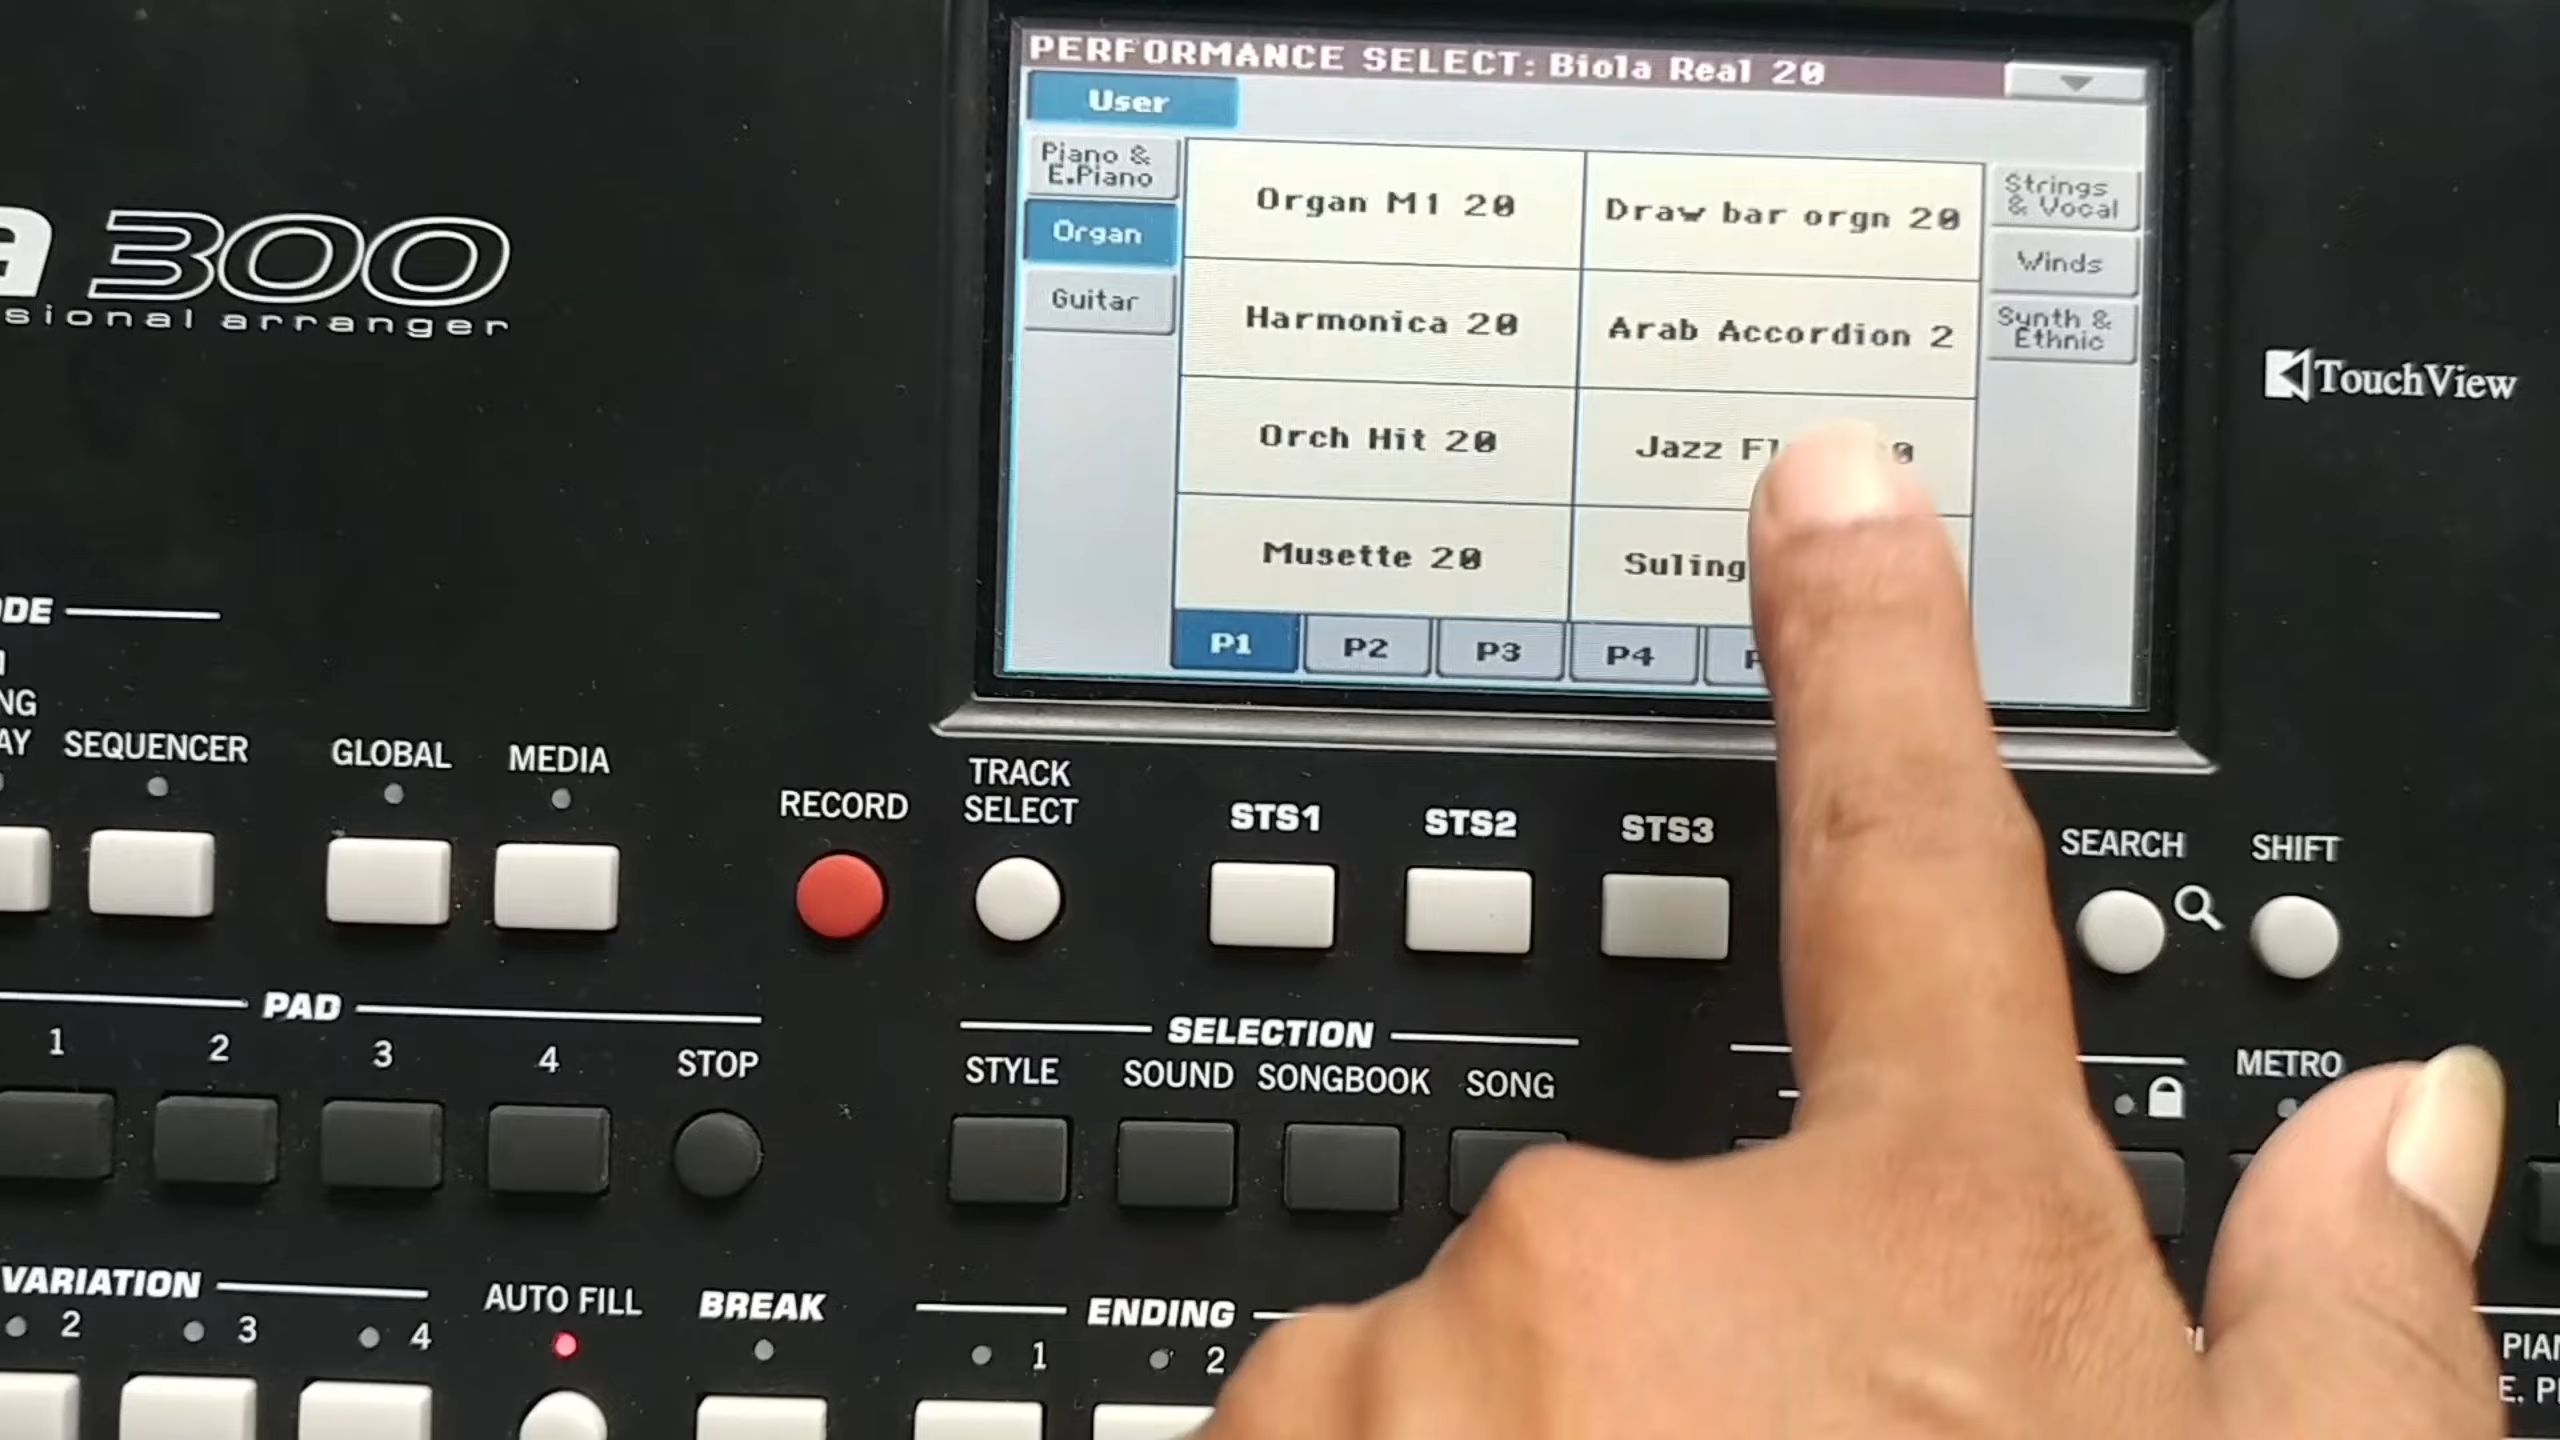 PERFORMANCE SELECT: Biola Real 20
User
Piano &
E.Piano
Organ
Guitar
Organ M1 20
Draw bar orgn 20
Harmonica 20
Arab Accordion 2
Orch Hit 20
Jazz
Musette 20
Suling
P1 P2 P3 P4
Strings
& Vocal
Winds
Synth &
Ethnic
300
TouchView
SEQUENCER
GLOBAL
MEDIA
RECORD
TRACK
SELECT
STS1
STS2
STS3
SEARCH
SHIFT
PAD
1 2 3 4 STOP
SELECTION
STYLE SOUND SONGBOOK SONG
METRO
VARIATION
2 3 4
AUTO FILL
BREAK
ENDING
1 2